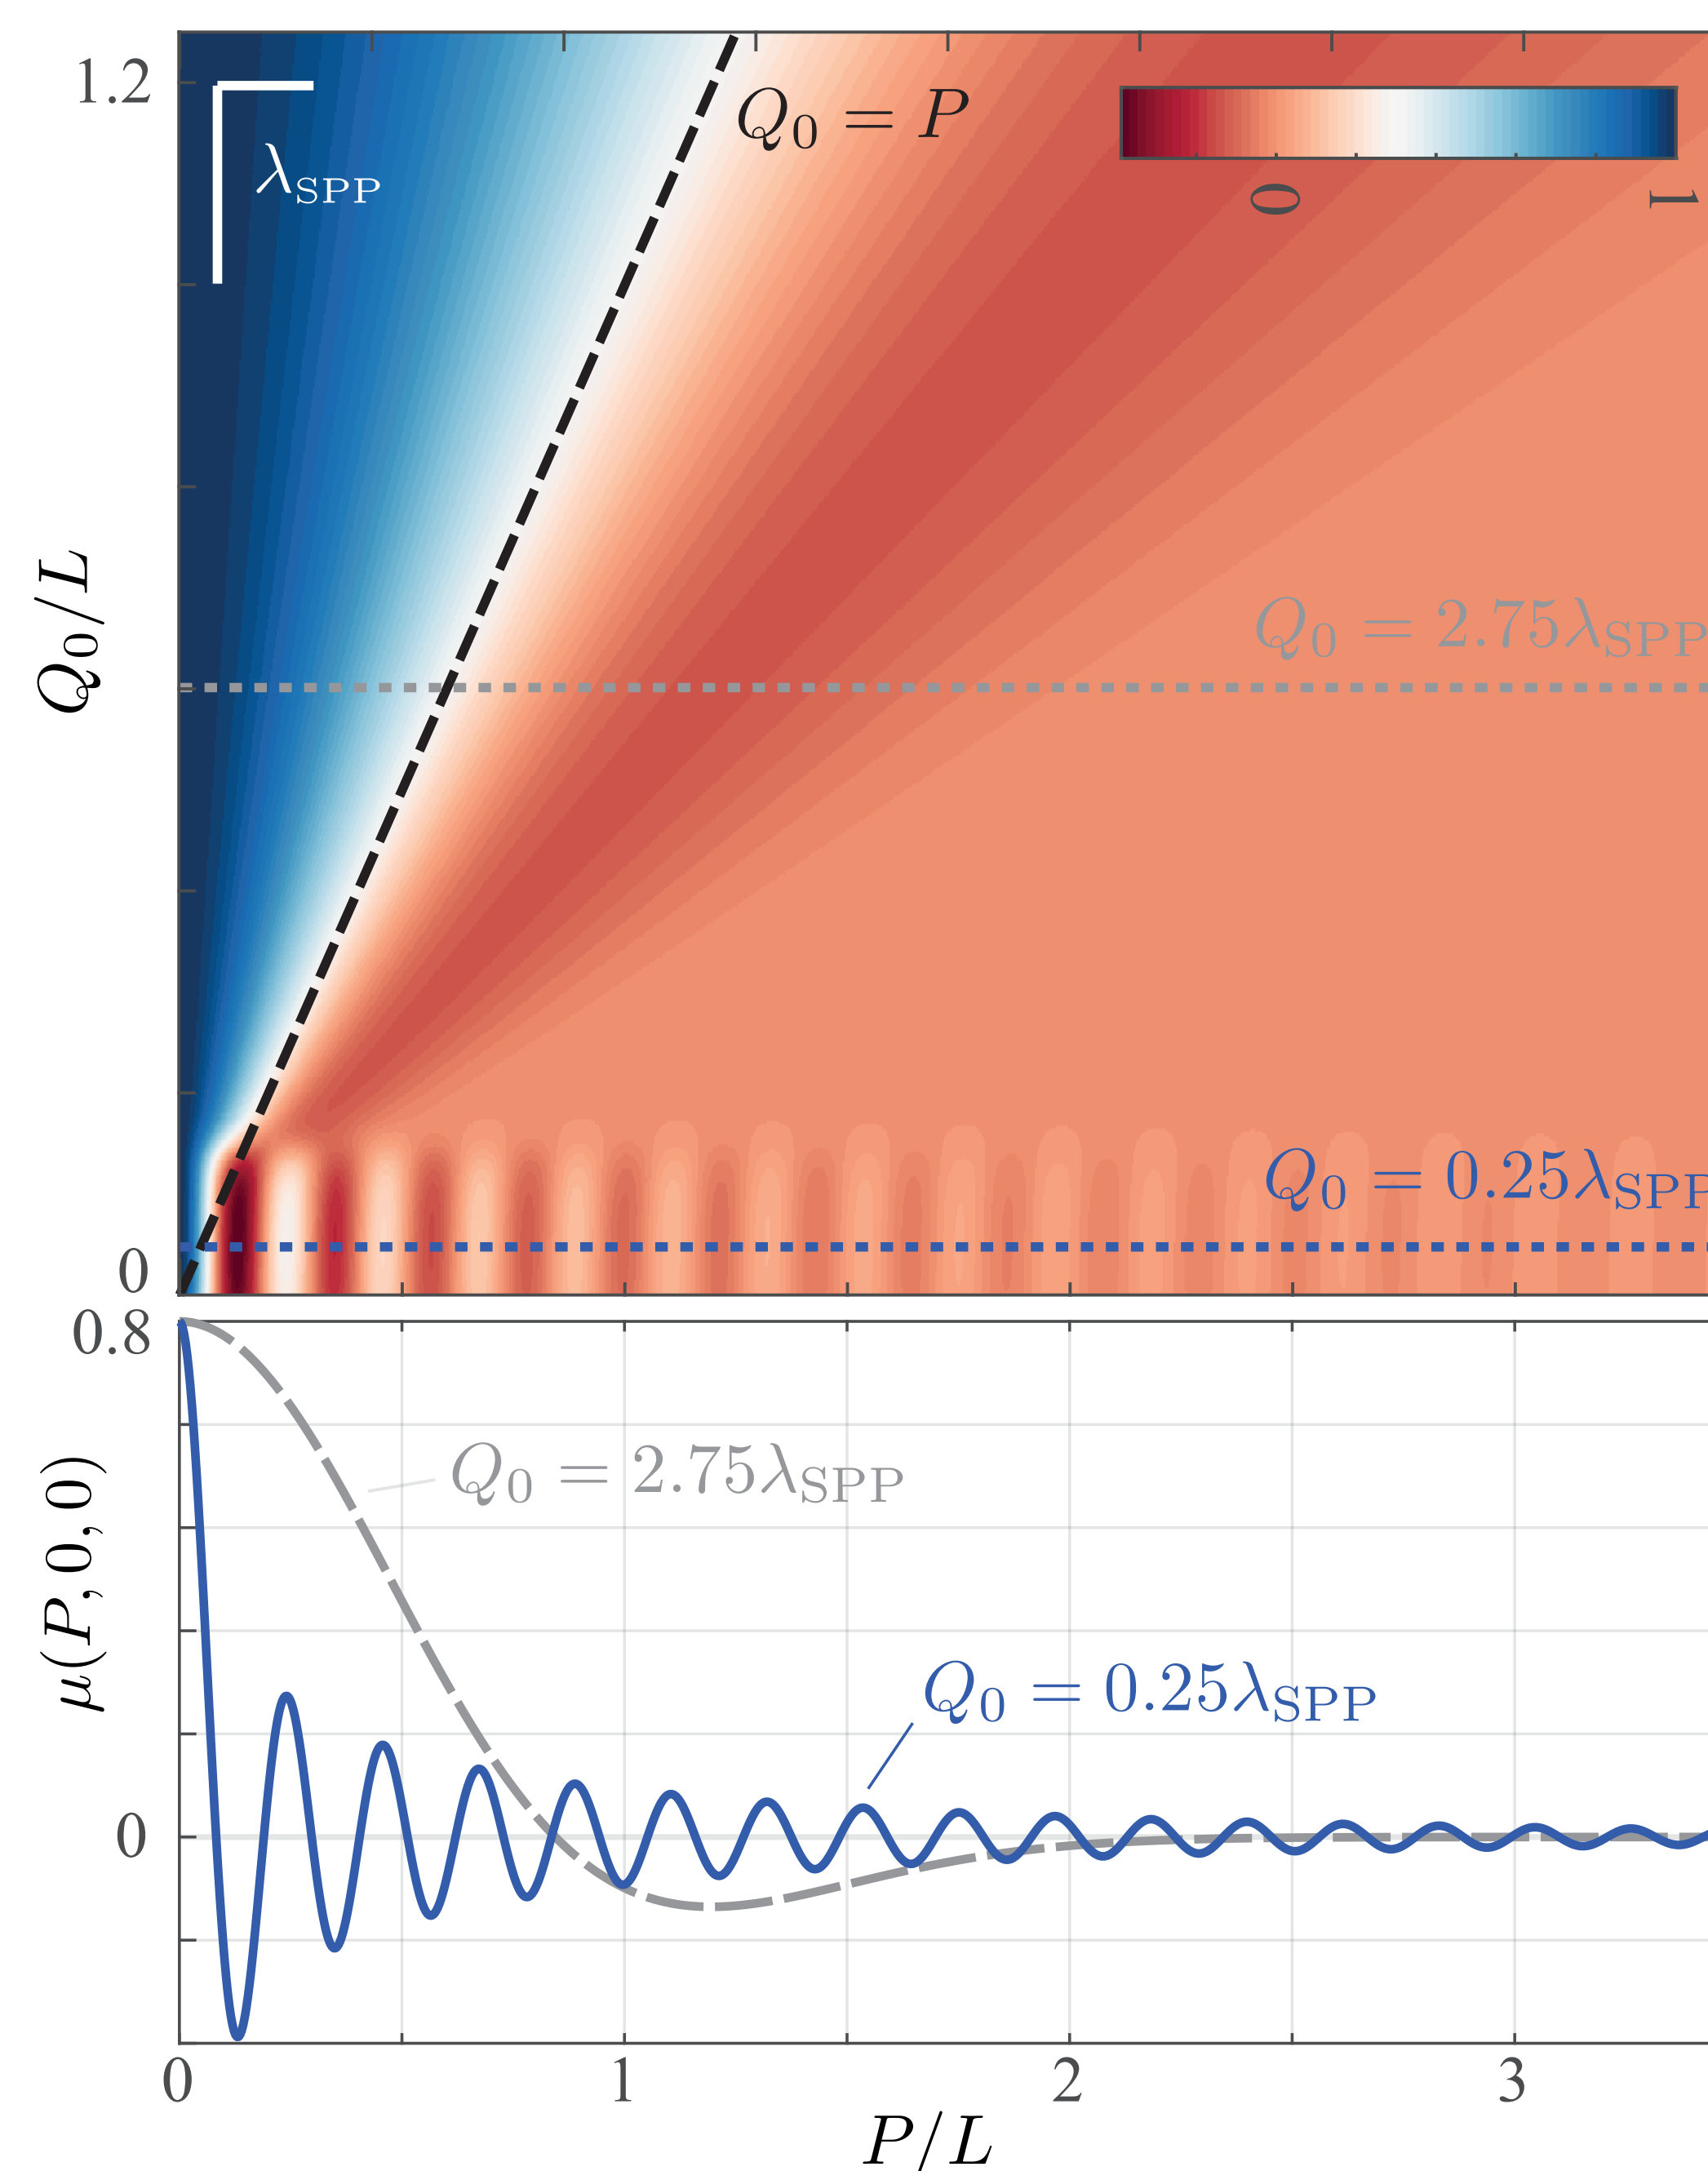 1.2
λSPP
Q0 = P
0
1
Q0/L
Q0 = 2.75λSPP
Q0 = 0.25λSPP
0
0.8
μ(P, 0, 0)
Q0 = 2.75λSPP
Q0 = 0.25λSPP
0
0
1
2
3
P/L